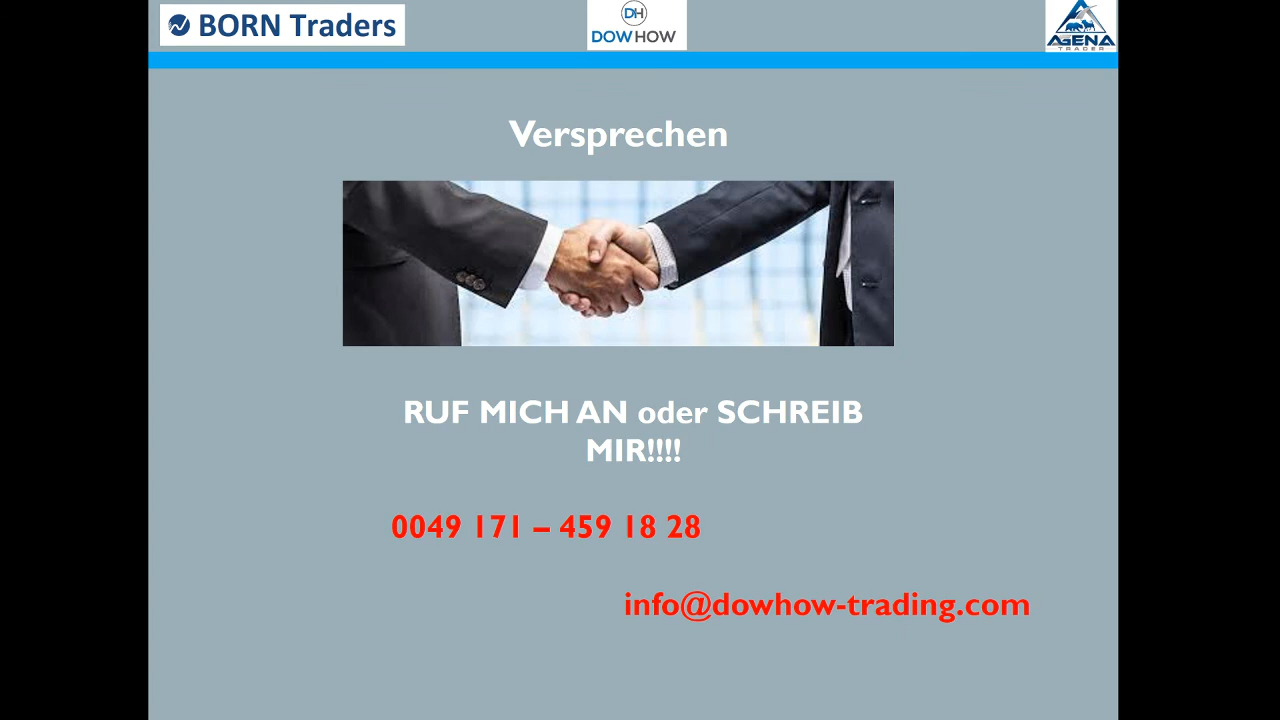 BORN Traders
DH
DOWHOW
AGENA
TRADER
Versprechen
RUF MICH AN oder SCHREIB
MIR!!!!
0049 171 – 459 18 28
info@dowhow-trading.com